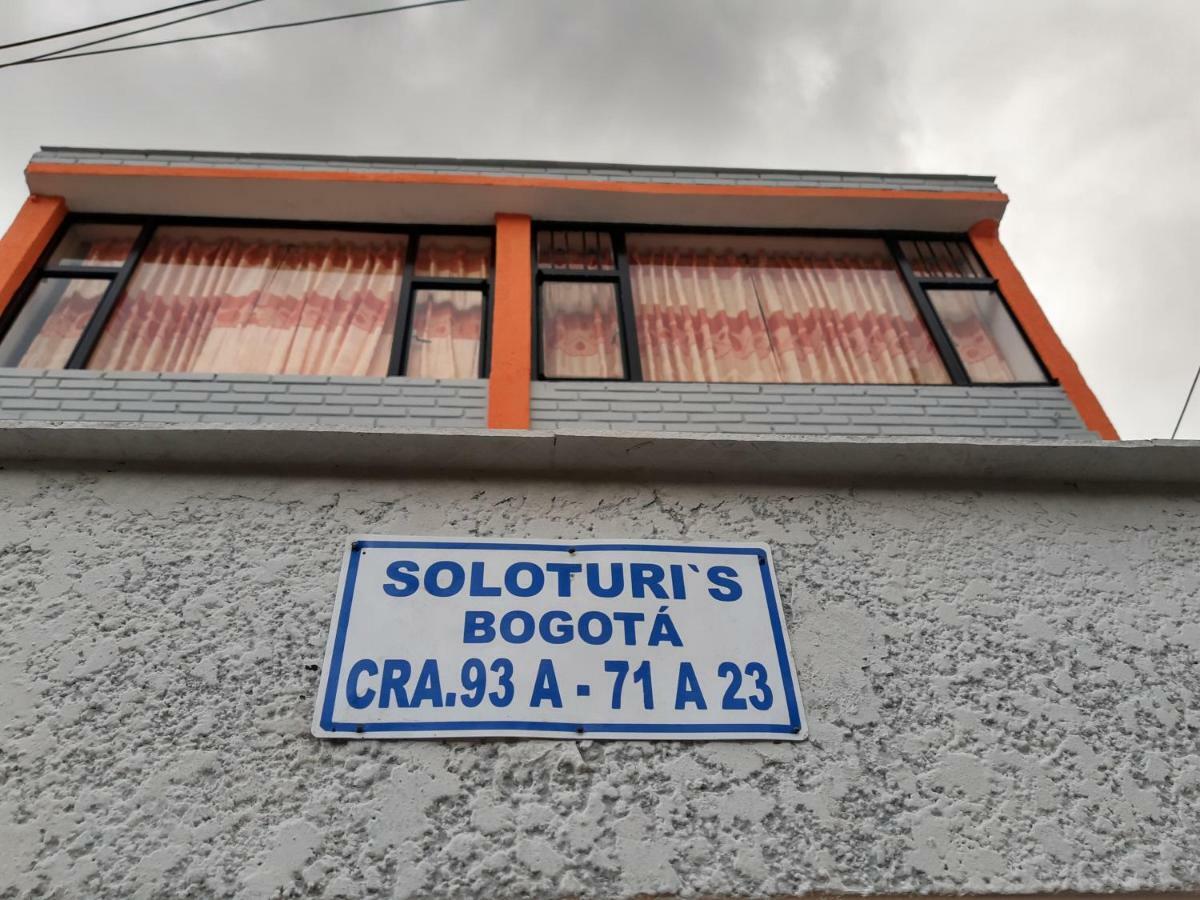 SOLOTURI`S
BOGOTÁ
CRA.93 A - 71 A 23